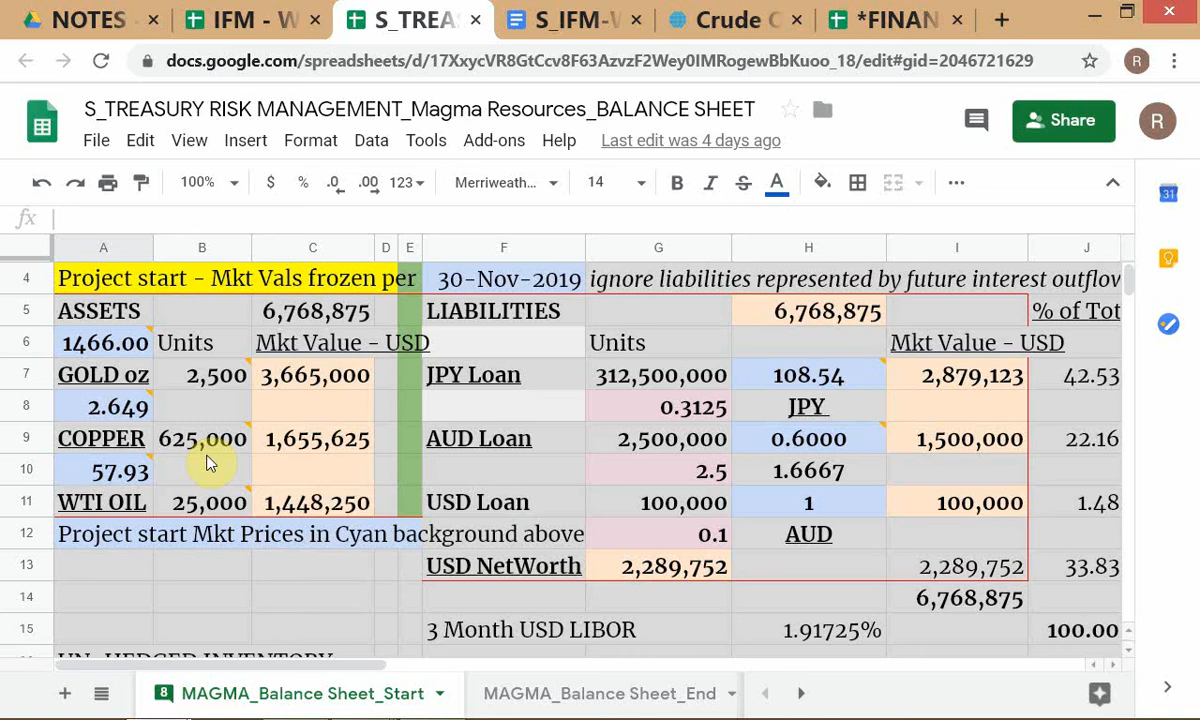 NOTES
IFM - W
S_TREA
S_IFM-V
Crude C
*FINAN
docs.google.com/spreadsheets/d/17XxycVR8GtCcv8F63AzvzF2Wey0IMRogewBbKuoo_18/edit#gid=2046721629
R
S_TREASURY RISK MANAGEMENT_Magma Resources_BALANCE SHEET
Share
R
File Edit View Insert Format Data Tools Add-ons Help Last edit was 4 days ago
100% $ % .0 .00 123 Merriweath... 14 B I S A
31
fx
A B C D E F G H I J
4 Project start - Mkt Vals frozen per 30-Nov-2019 ignore liabilities represented by future interest outflov
5 ASSETS 6,768,875 LIABILITIES 6,768,875 % of Tot
6 1466.00 Units Mkt Value - USD Units Mkt Value - USD
7 GOLD oz 2,500 3,665,000 JPY Loan 312,500,000 108.54 2,879,123 42.53
8 2.649 0.3125 JPY
9 COPPER 625,000 1,655,625 AUD Loan 2,500,000 0.6000 1,500,000 22.16
10 57.93 2.5 1.6667
11 WTI OIL 25,000 1,448,250 USD Loan 100,000 1 100,000 1.48
12 Project start Mkt Prices in Cyan background above 0.1 AUD
13 USD NetWorth 2,289,752 2,289,752 33.83
14 6,768,875
15 3 Month USD LIBOR 1.91725% 100.00
8 MAGMA_Balance Sheet_Start MAGMA_Balance Sheet_End